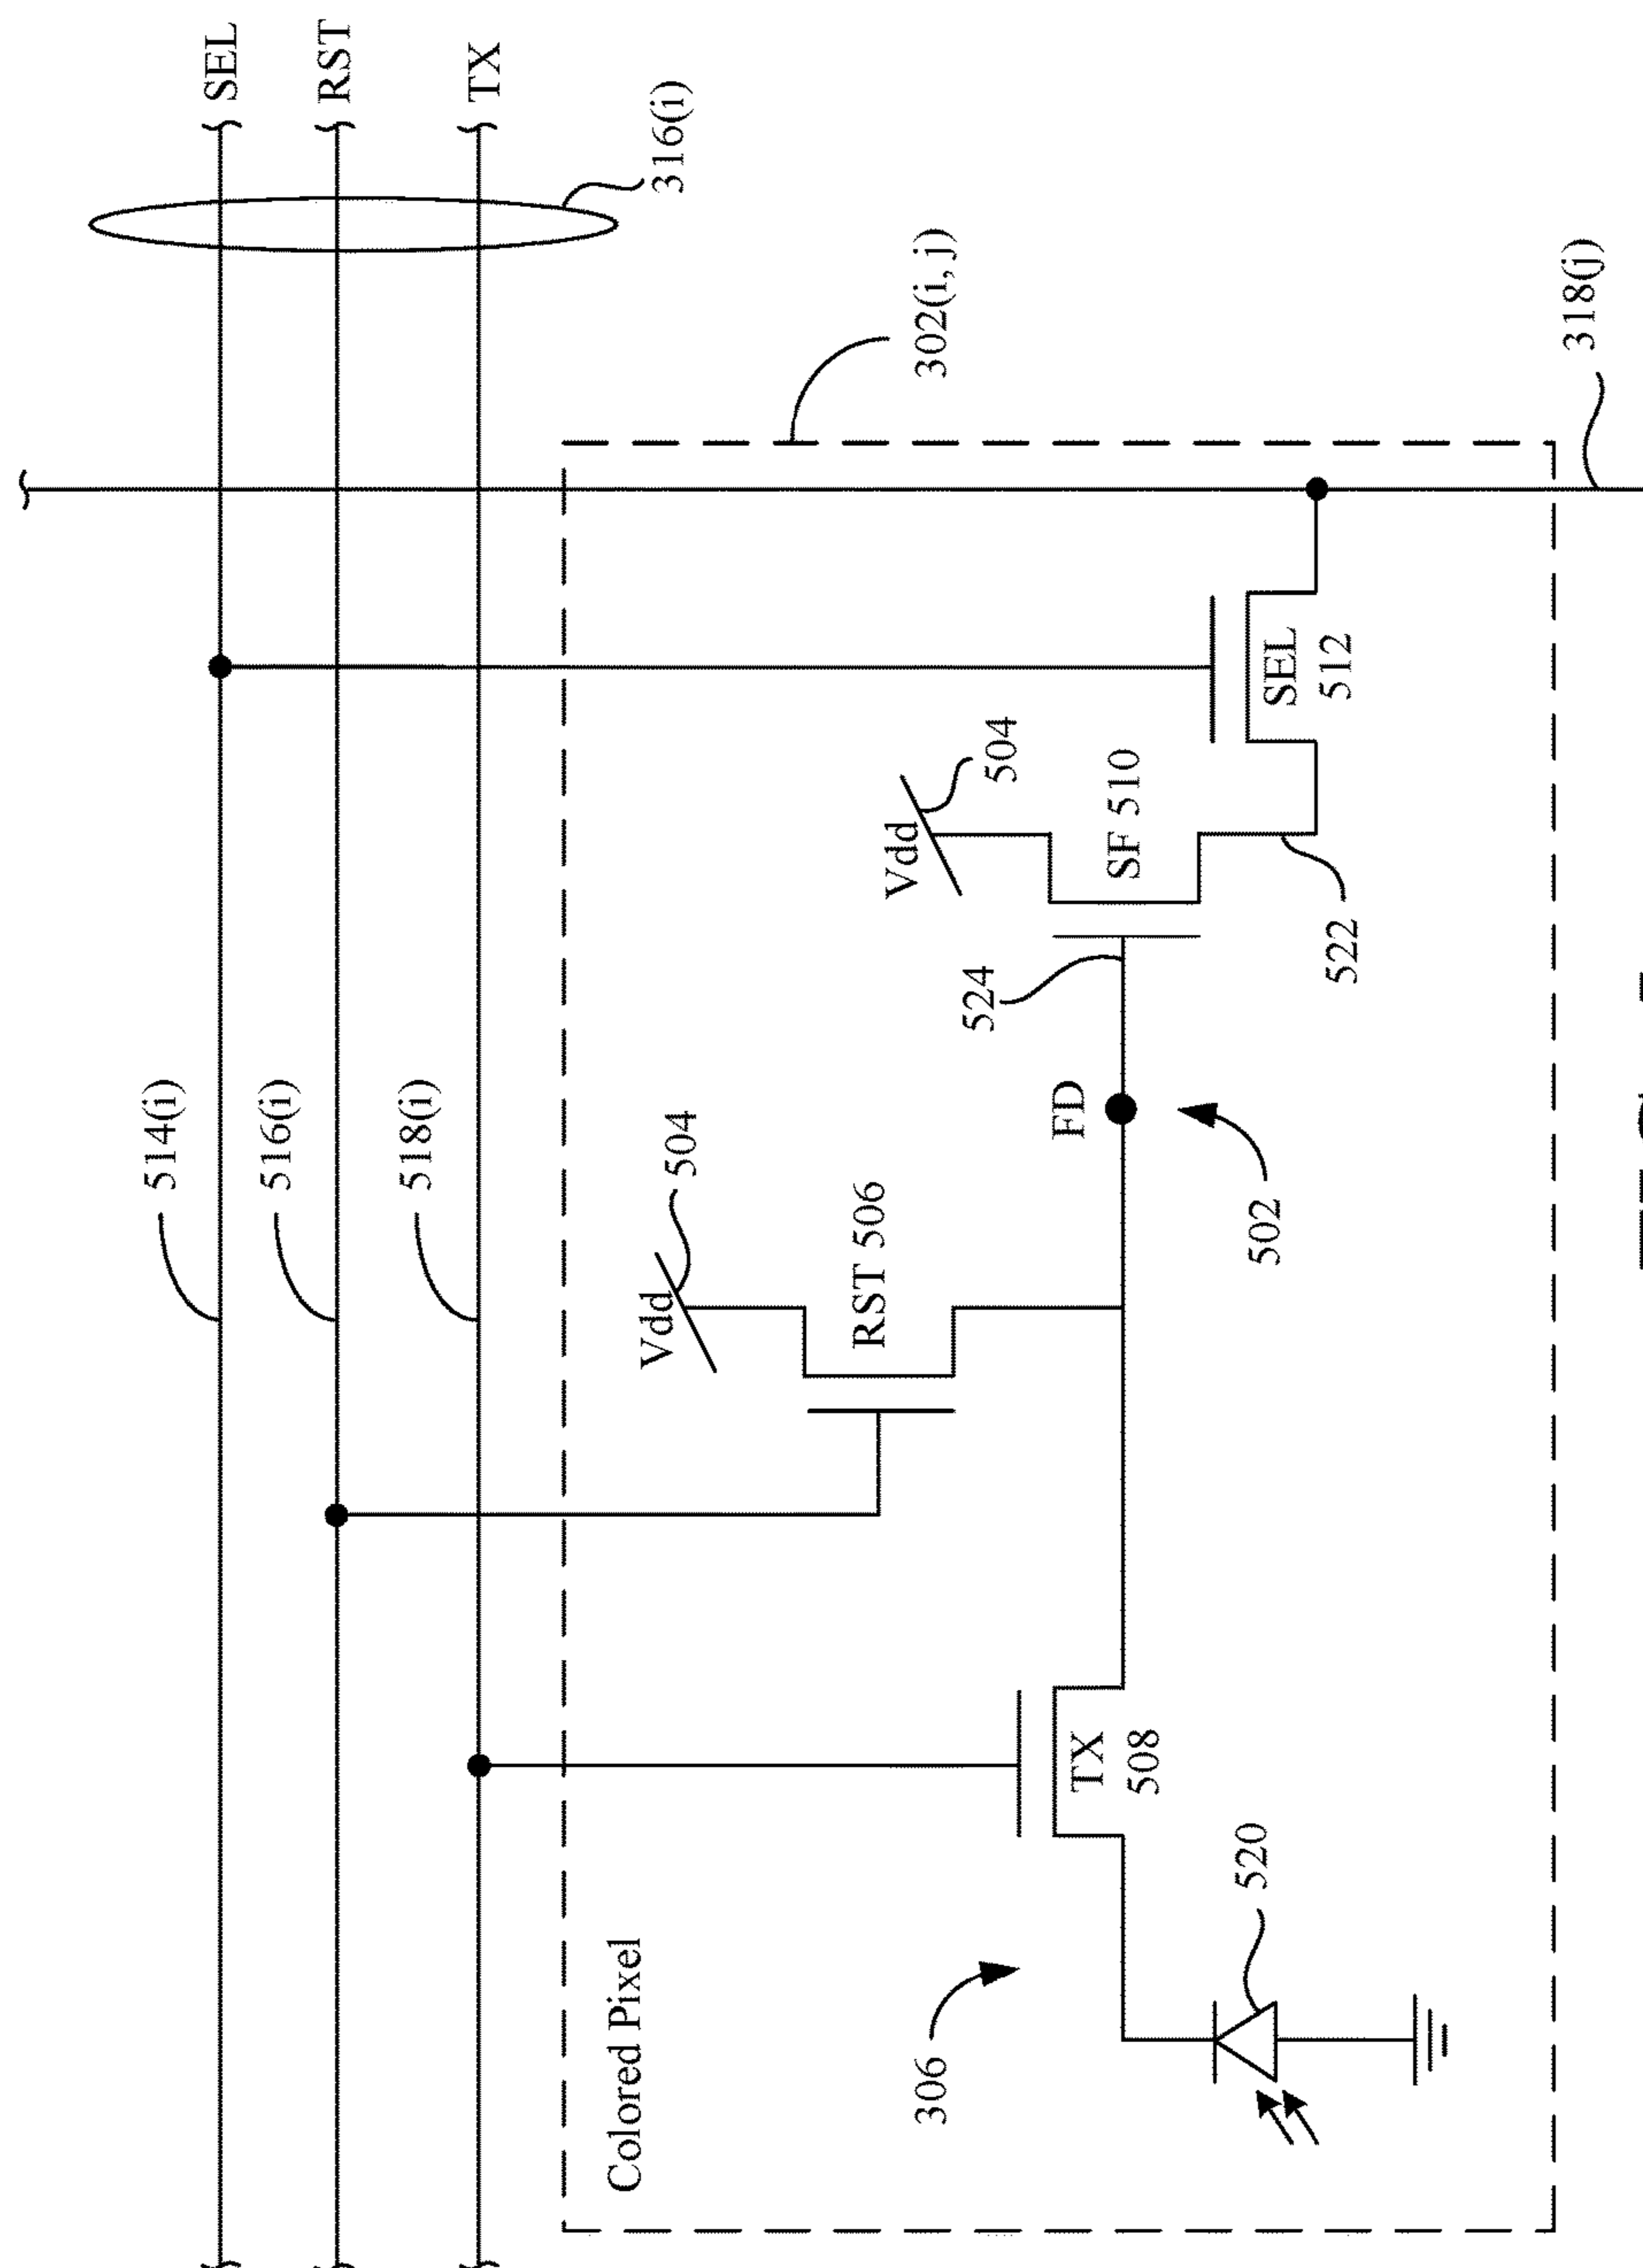 SEL
RST
TX
316(i)
514(i)
516(i)
518(i)
302(i, j)
318(j)
Colored Pixel
Vdd
504
RST 506
Vdd
504
SF 510
524
FD
502
522
SEL
512
TX
508
306
520